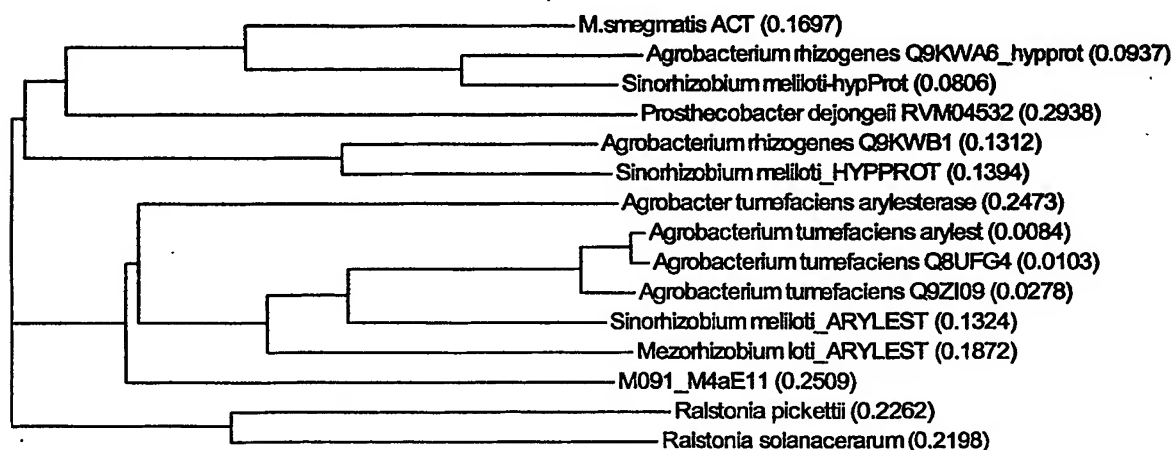 M.smegmatis ACT (0.1697)
Agrobacterium rhizogenes Q9KWA6_hypprot (0.0937)
Sinorhizobium meliloti-hypProt (0.0806)
Prosthecobacter dejongeii RVM04532 (0.2938)
Agrobacterium rhizogenes Q9KWB1 (0.1312)
Sinorhizobium meliloti_HYPPROT (0.1394)
Agrobacter tumefaciens arylesterase (0.2473)
Agrobacterium tumefaciens arylest (0.0084)
Agrobacterium tumefaciens Q8UFG4 (0.0103)
Agrobacterium tumefaciens Q9ZI09 (0.0278)
Sinorhizobium meliloti_ARYLEST (0.1324)
Mezorhizobium loti_ARYLEST (0.1872)
M091_M4aE11 (0.2509)
Ralstonia pickettii (0.2262)
Ralstonia solanacerarum (0.2198)